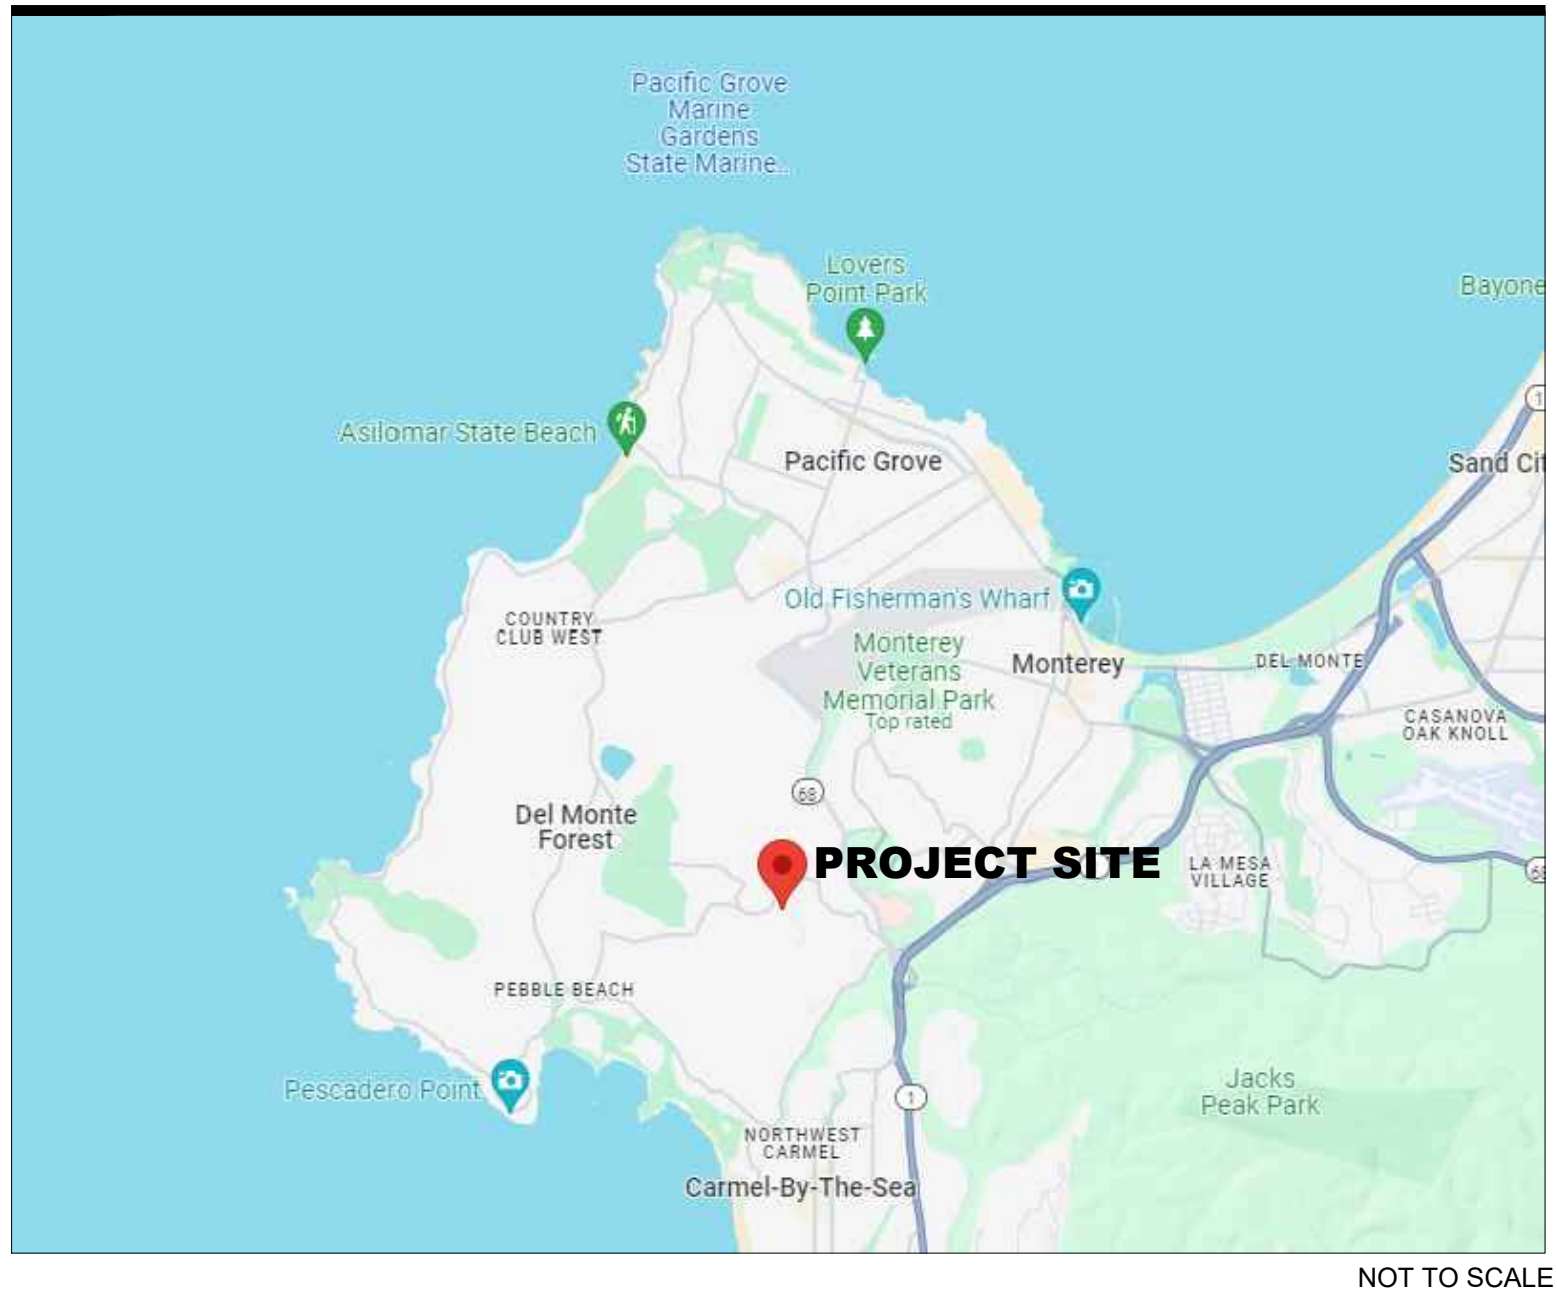 Pacific Grove
Marine
Gardens
State Marine...
Lovers
Point Park
Bayone
1
Asilomar State Beach
Pacific Grove
Sand Cit
Old Fisherman's Wharf
COUNTRY
CLUB WEST
Monterey
Veterans
Memorial Park
Top rated
Monterey
DEL MONTE
CASANOVA
OAK KNOLL
68
Del Monte
Forest
PROJECT SITE
LA MESA
VILLAGE
68
PEBBLE BEACH
Pescadero Point
1
Jacks
Peak Park
NORTHWEST
CARMEL
Carmel-By-The-Sea
NOT TO SCALE